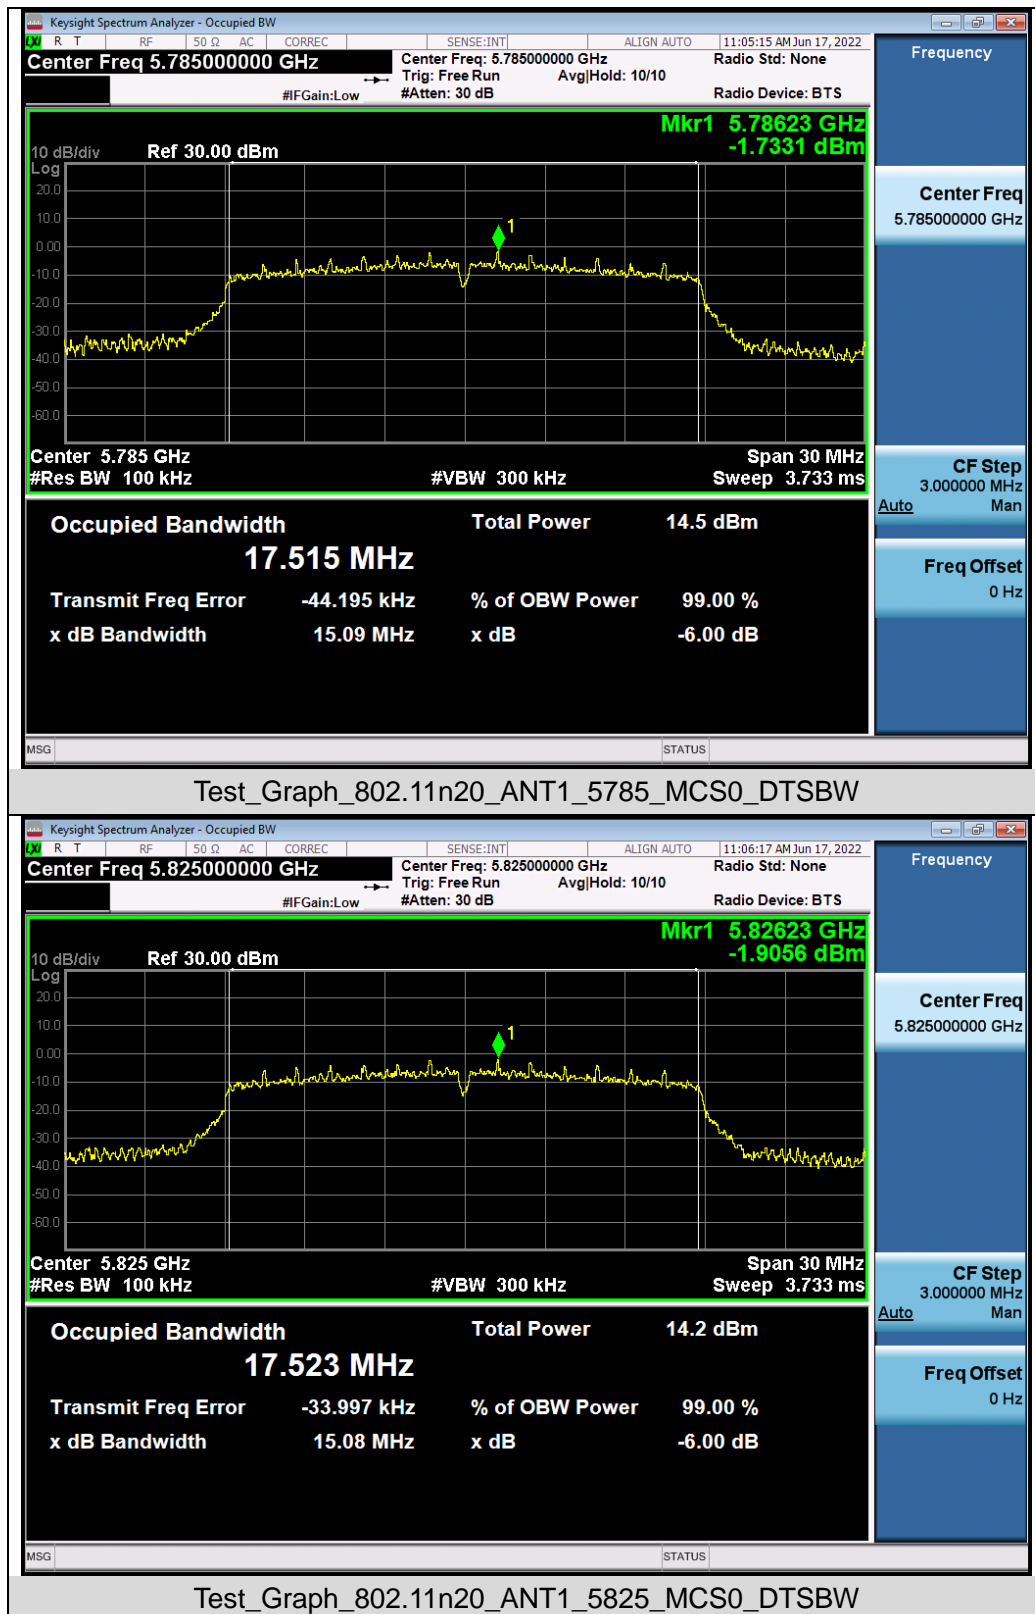 Keysight Spectrum Analyzer - Occupied BW
LXI R T RF 50 Ω AC CORREC SENSE:INT ALIGN AUTO 11:05:15 AM Jun 17, 2022
Center Freq 5.785000000 GHz
Center Freq: 5.785000000 GHz
Radio Std: None
Trig: Free Run Avg|Hold: 10/10
#IFGain:Low
#Atten: 30 dB
Radio Device: BTS
Frequency
Mkr1 5.78623 GHz
-1.7331 dBm
10 dB/div Ref 30.00 dBm
Log
20.0
10.0
0.00
-10.0
-20.0
-30.0
-40.0
-50.0
-60.0
1
Center 5.785 GHz
Span 30 MHz
#Res BW 100 kHz
#VBW 300 kHz
Sweep 3.733 ms
Center Freq
5.785000000 GHz
CF Step
3.000000 MHz
Auto Man
Freq Offset
0 Hz
Occupied Bandwidth
Total Power 14.5 dBm
17.515 MHz
Transmit Freq Error -44.195 kHz % of OBW Power 99.00 %
x dB Bandwidth 15.09 MHz x dB -6.00 dB
MSG STATUS
Test_Graph_802.11n20_ANT1_5785_MCS0_DTSBW
Keysight Spectrum Analyzer - Occupied BW
LXI R T RF 50 Ω AC CORREC SENSE:INT ALIGN AUTO 11:06:17 AM Jun 17, 2022
Center Freq 5.825000000 GHz
Center Freq: 5.825000000 GHz
Radio Std: None
Trig: Free Run Avg|Hold: 10/10
#IFGain:Low
#Atten: 30 dB
Radio Device: BTS
Frequency
Mkr1 5.82623 GHz
-1.9056 dBm
10 dB/div Ref 30.00 dBm
Log
20.0
10.0
0.00
-10.0
-20.0
-30.0
-40.0
-50.0
-60.0
1
Center 5.825 GHz
Span 30 MHz
#Res BW 100 kHz
#VBW 300 kHz
Sweep 3.733 ms
Center Freq
5.825000000 GHz
CF Step
3.000000 MHz
Auto Man
Freq Offset
0 Hz
Occupied Bandwidth
Total Power 14.2 dBm
17.523 MHz
Transmit Freq Error -33.997 kHz % of OBW Power 99.00 %
x dB Bandwidth 15.08 MHz x dB -6.00 dB
MSG STATUS
Test_Graph_802.11n20_ANT1_5825_MCS0_DTSBW